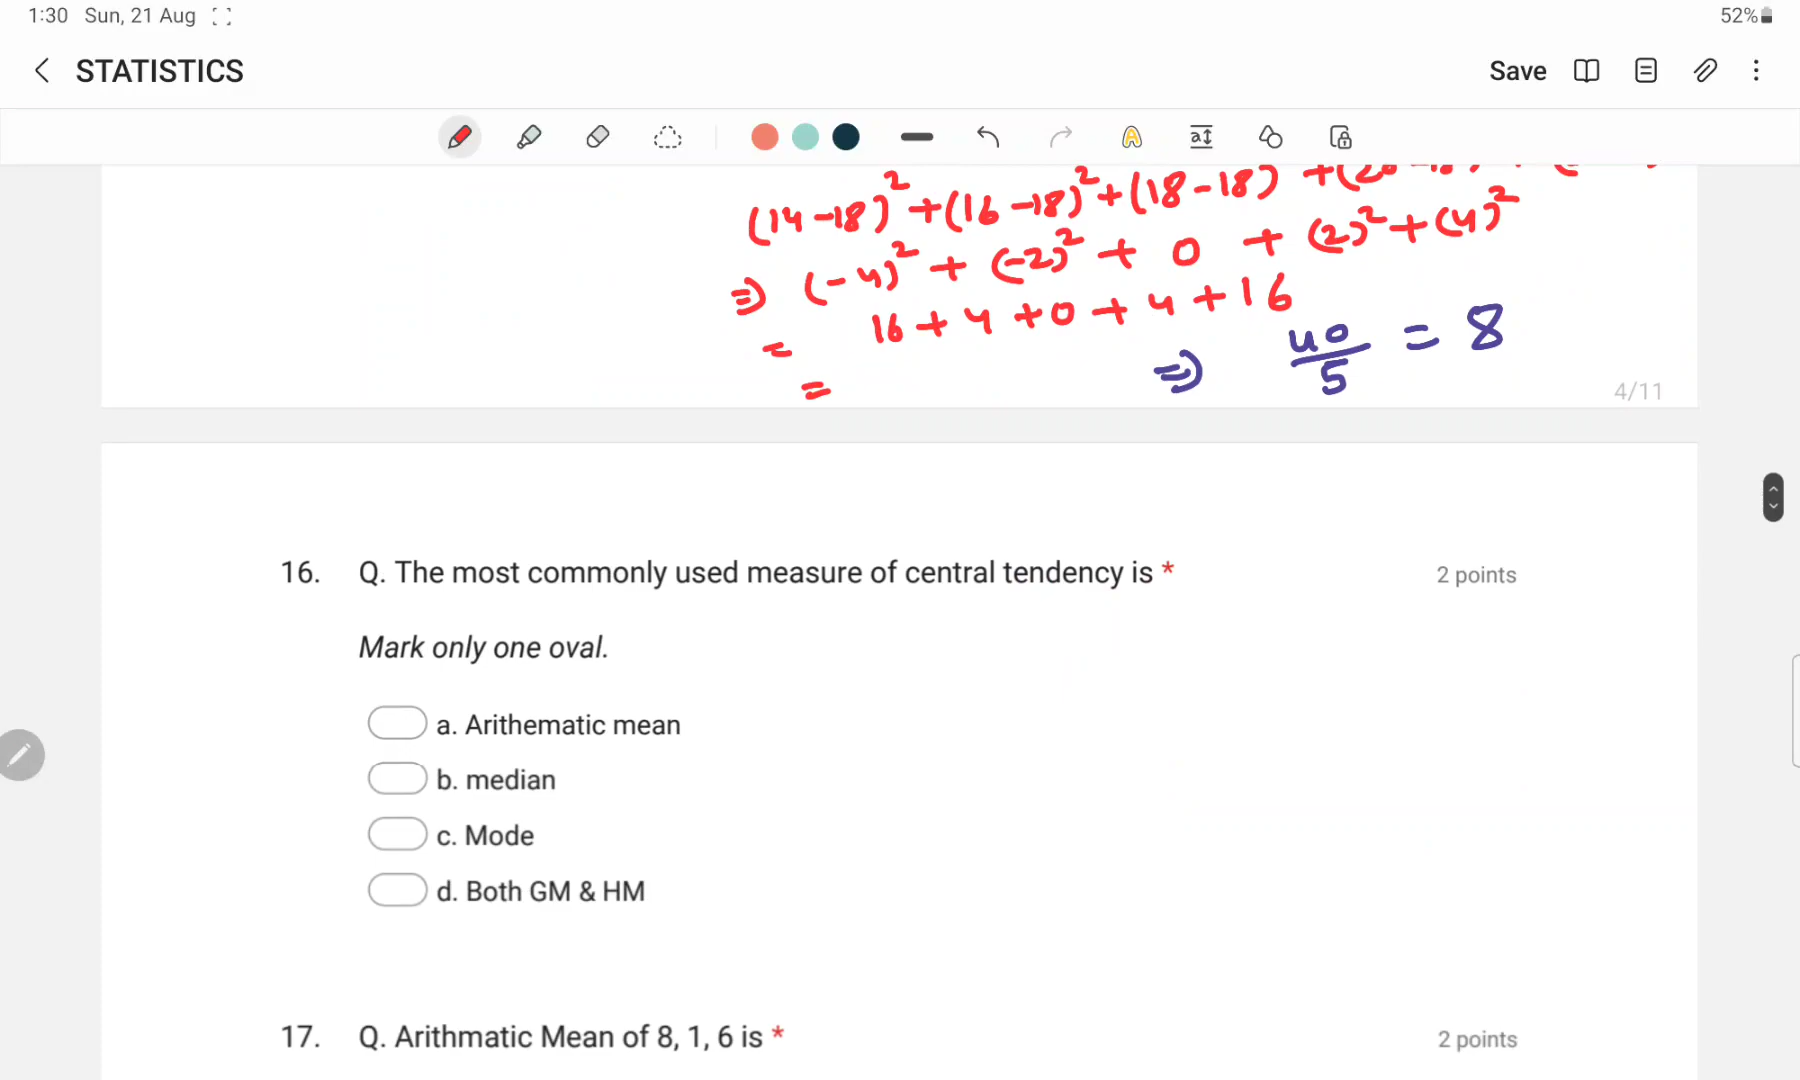 1:30 Sun, 21 Aug
52%
STATISTICS
Save
(14-18)² + (16-18)² + (18-18) + (20
=> (-4)² + (-2)² + 0 + (2)² + (4)²
= 16 + 4 + 0 + 4 + 16
= => 40/5 = 8
4/11
16. Q. The most commonly used measure of central tendency is * 2 points
Mark only one oval.
a. Arithematic mean
b. median
c. Mode
d. Both GM & HM
17. Q. Arithmatic Mean of 8, 1, 6 is * 2 points